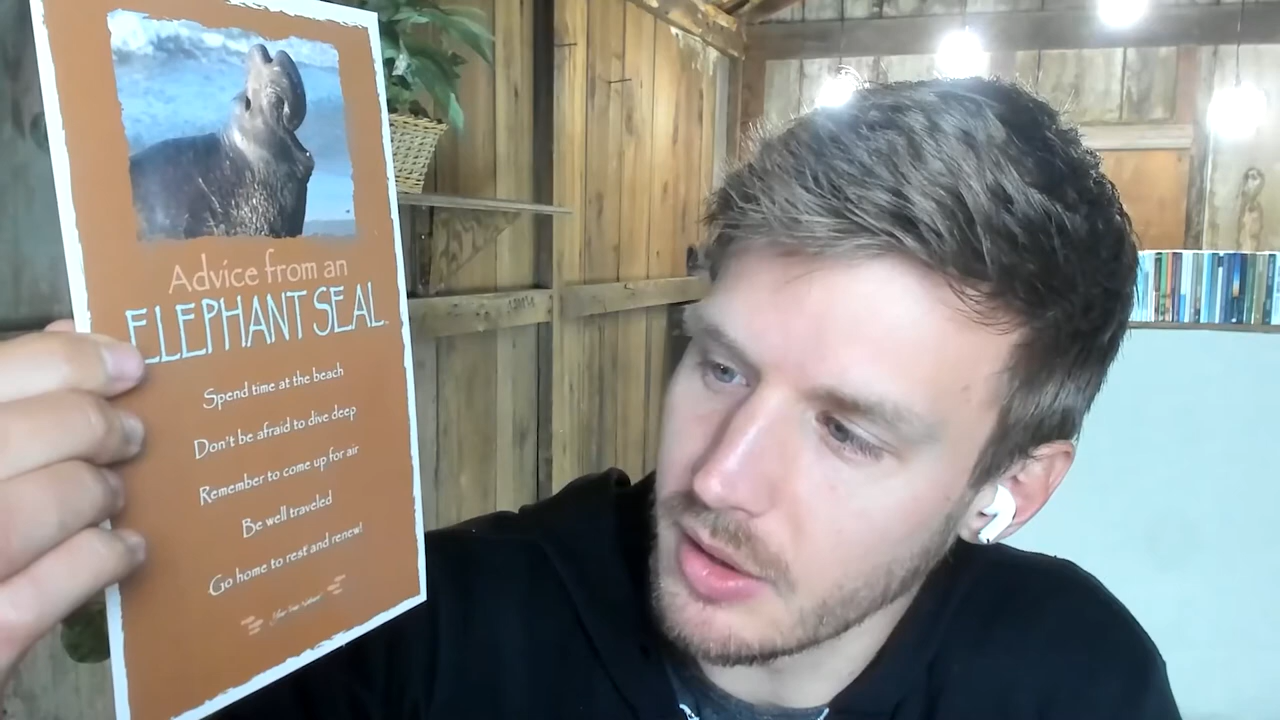 Advice from an
ELEPHANT SEAL
Spend time at the beach
Don't be afraid to dive deep
Remember to come up for air
Be well traveled
Go home to rest and renew!